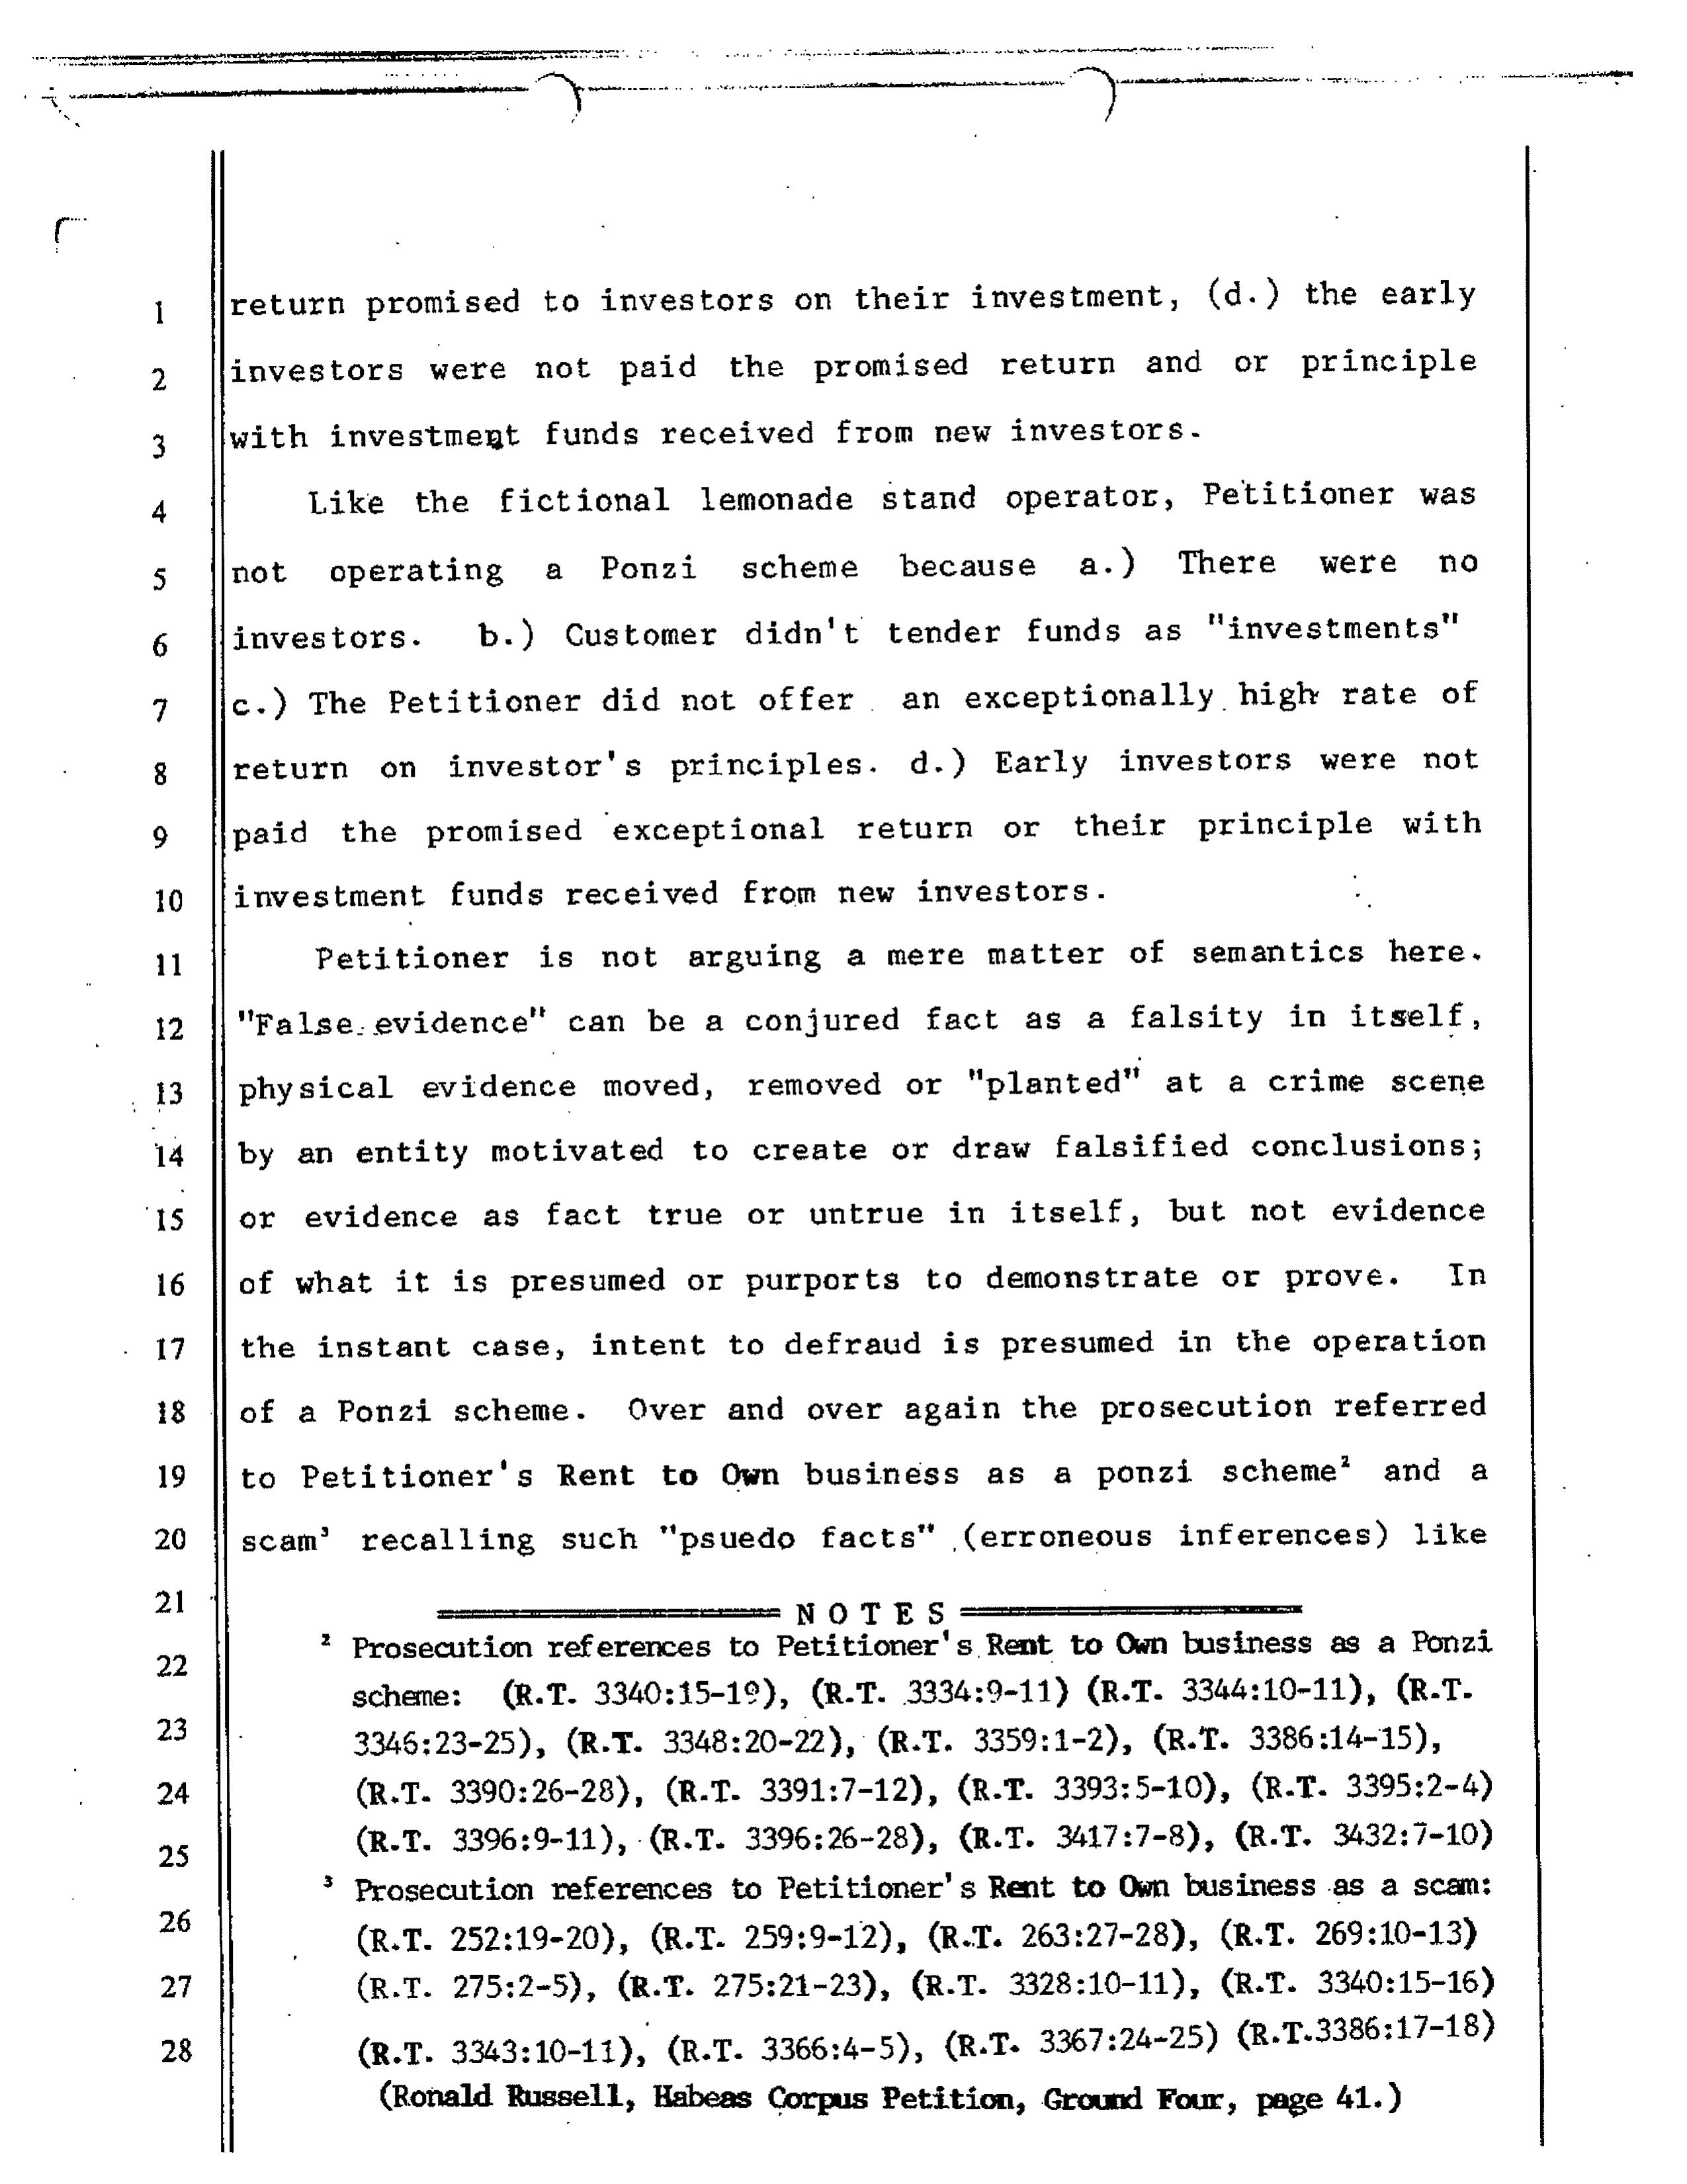 1 return promised to investors on their investment, (d.) the early
2 investors were not paid the promised return and or principle
3 with investment funds received from new investors.
4 Like the fictional lemonade stand operator, Petitioner was
5 not operating a Ponzi scheme because a.) There were no
6 investors. b.) Customer didn't tender funds as "investments"
7 c.) The Petitioner did not offer an exceptionally high rate of
8 return on investor's principles. d.) Early investors were not
9 paid the promised exceptional return or their principle with
10 investment funds received from new investors.
11 Petitioner is not arguing a mere matter of semantics here.
12 "False evidence" can be a conjured fact as a falsity in itself,
13 physical evidence moved, removed or "planted" at a crime scene
14 by an entity motivated to create or draw falsified conclusions;
15 or evidence as fact true or untrue in itself, but not evidence
16 of what it is presumed or purports to demonstrate or prove. In
17 the instant case, intent to defraud is presumed in the operation
18 of a Ponzi scheme. Over and over again the prosecution referred
19 to Petitioner's Rent to Own business as a ponzi scheme² and a
20 scam³ recalling such "psuedo facts" (erroneous inferences) like
21 NOTES
² Prosecution references to Petitioner's Rent to Own business as a Ponzi
22 scheme: (R.T. 3340:15-19), (R.T. 3334:9-11) (R.T. 3344:10-11), (R.T.
23 3346:23-25), (R.T. 3348:20-22), (R.T. 3359:1-2), (R.T. 3386:14-15),
24 (R.T. 3390:26-28), (R.T. 3391:7-12), (R.T. 3393:5-10), (R.T. 3395:2-4)
25 (R.T. 3396:9-11), (R.T. 3396:26-28), (R.T. 3417:7-8), (R.T. 3432:7-10)
³ Prosecution references to Petitioner's Rent to Own business as a scam:
26 (R.T. 252:19-20), (R.T. 259:9-12), (R.T. 263:27-28), (R.T. 269:10-13)
27 (R.T. 275:2-5), (R.T. 275:21-23), (R.T. 3328:10-11), (R.T. 3340:15-16)
28 (R.T. 3343:10-11), (R.T. 3366:4-5), (R.T. 3367:24-25) (R.T.3386:17-18)
(Ronald Russell, Habeas Corpus Petition, Ground Four, page 41.)